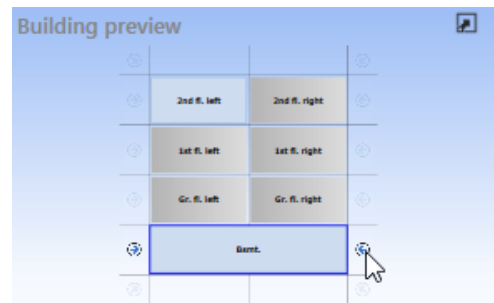 Building preview
2nd fl. left 2nd fl. right
1st fl. left 1st fl. right
Gr. fl. left Gr. fl. right
Bsmt.